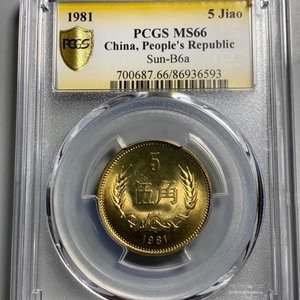 1981 5 Jiao
PCGS MS66
China, People's Republic
Sun-B6a
700687.66/86936593
PCGS
5
伍角
1981